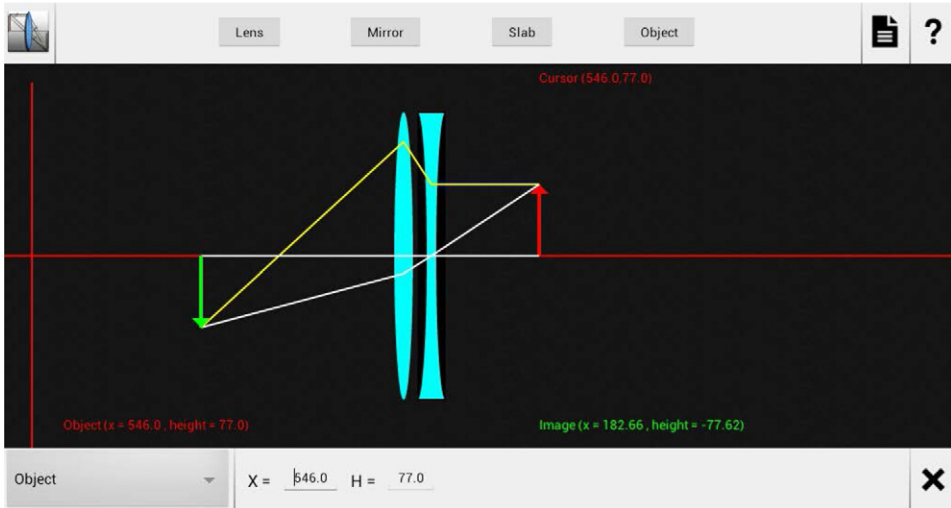 Lens Mirror Slab Object ?
Cursor (546.0,77.0)
Object (x = 546.0 , height = 77.0)
Image (x = 182.66 , height = -77.62)
Object X = 546.0 H = 77.0